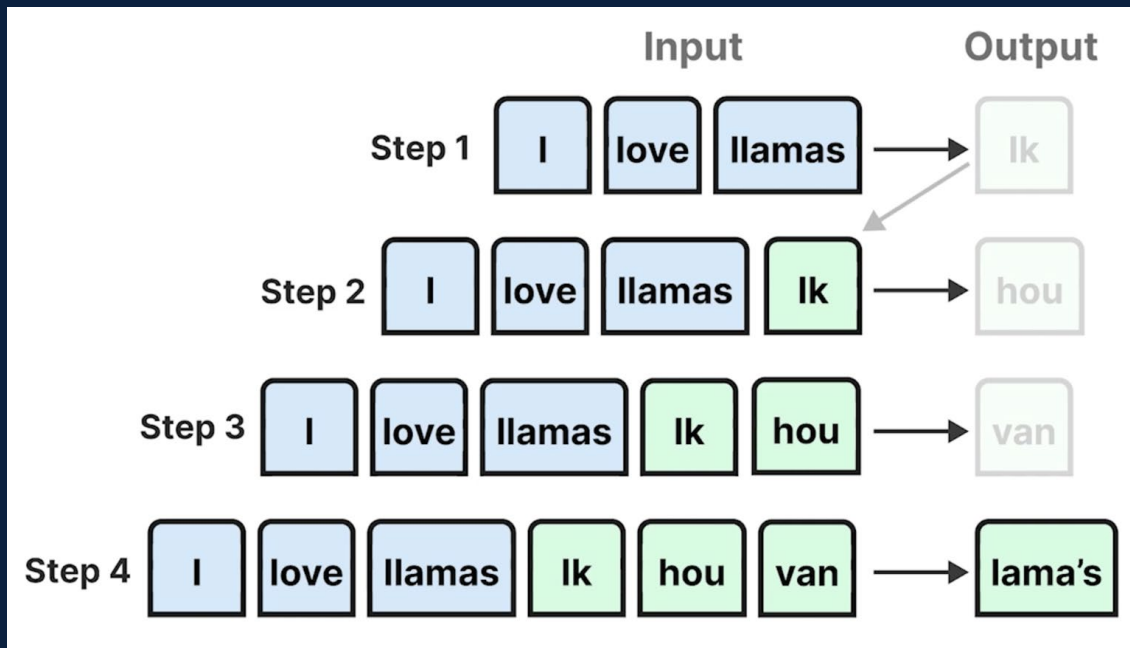 Input Output
Step 1 I love llamas Ik
Step 2 I love llamas Ik hou
Step 3 I love llamas Ik hou van
Step 4 I love llamas Ik hou van lama’s